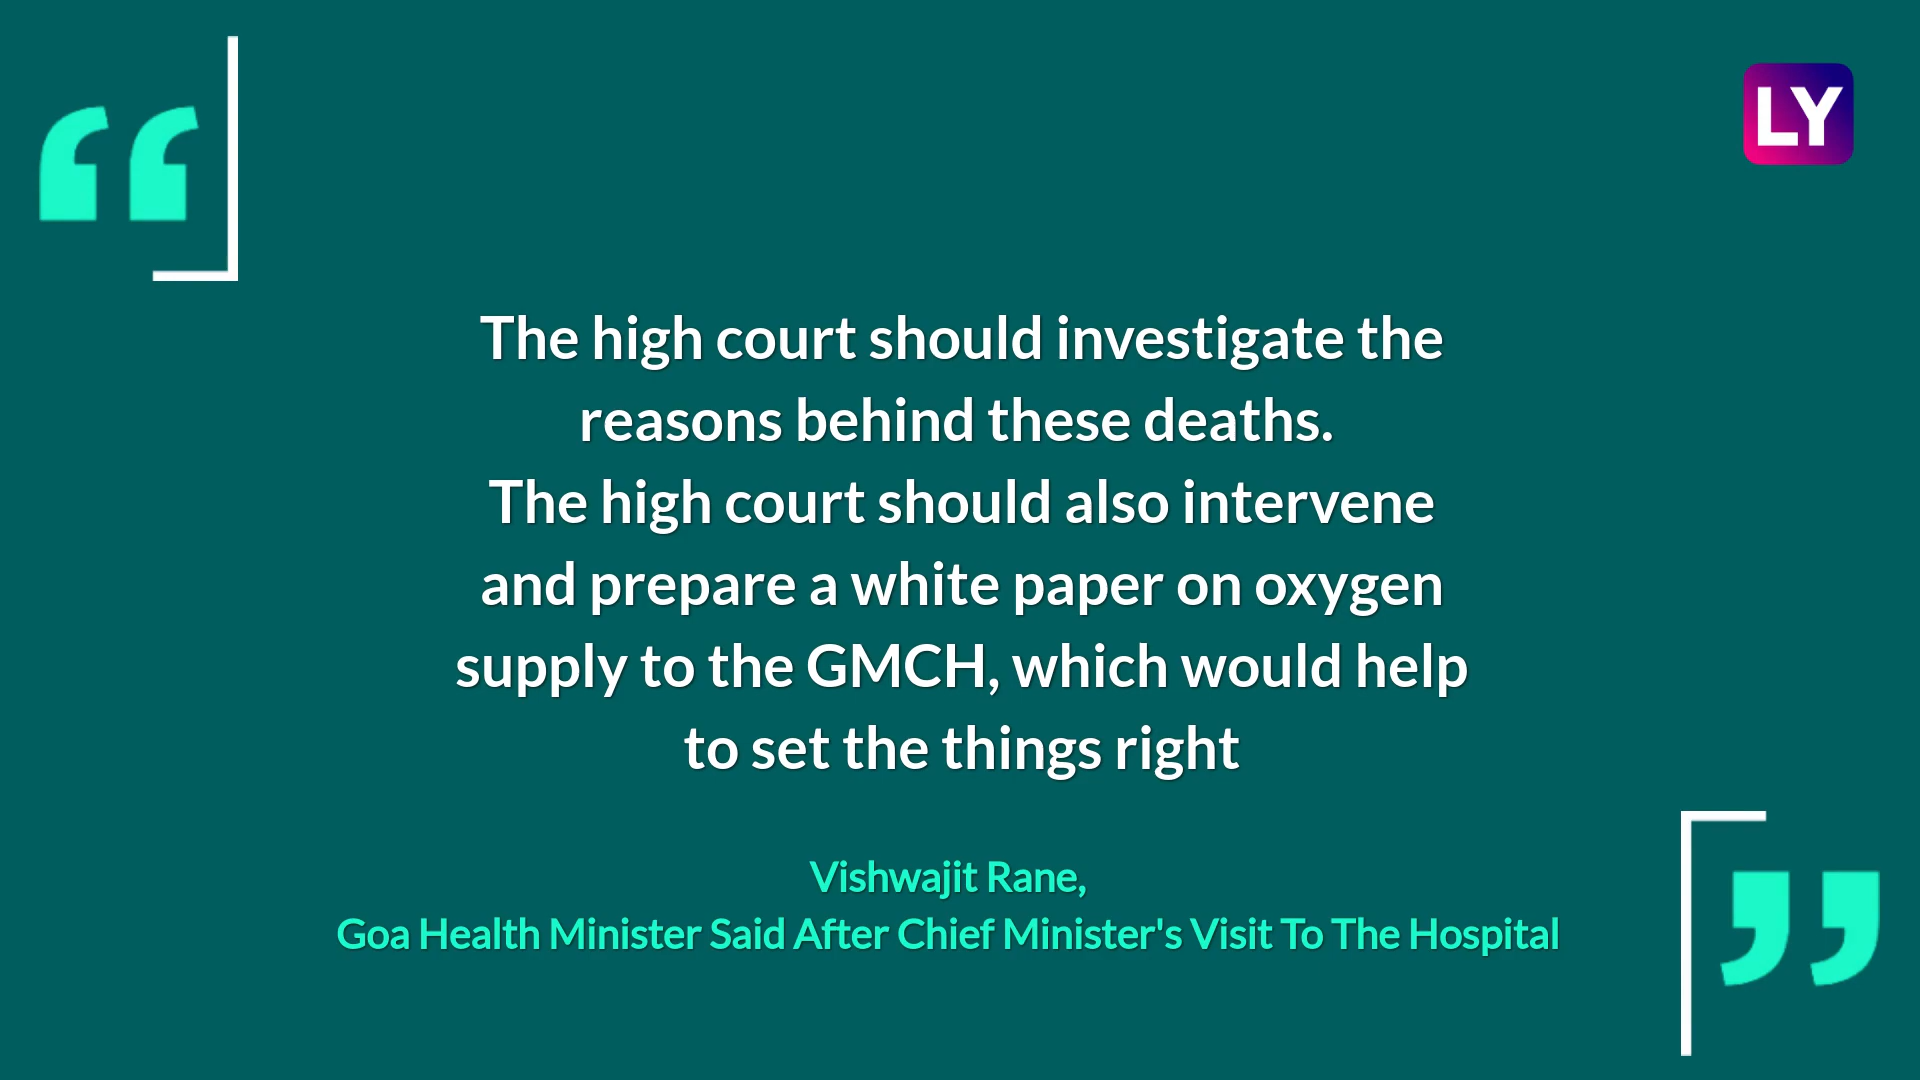 “
LY
The high court should investigate the
reasons behind these deaths.
The high court should also intervene
and prepare a white paper on oxygen
supply to the GMCH, which would help
to set the things right
Vishwajit Rane,
Goa Health Minister Said After Chief Minister's Visit To The Hospital
”